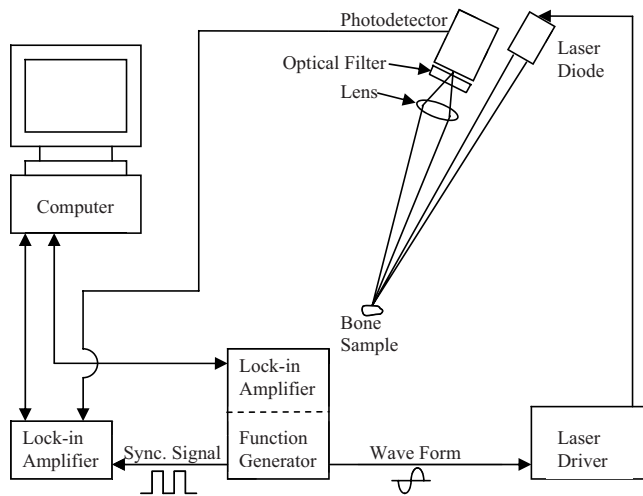 Photodetector
Laser
Diode
Optical Filter
Lens
Computer
Bone
Sample
Lock-in
Amplifier
Lock-in
Amplifier
Sync. Signal
Function
Generator
Wave Form
Laser
Driver